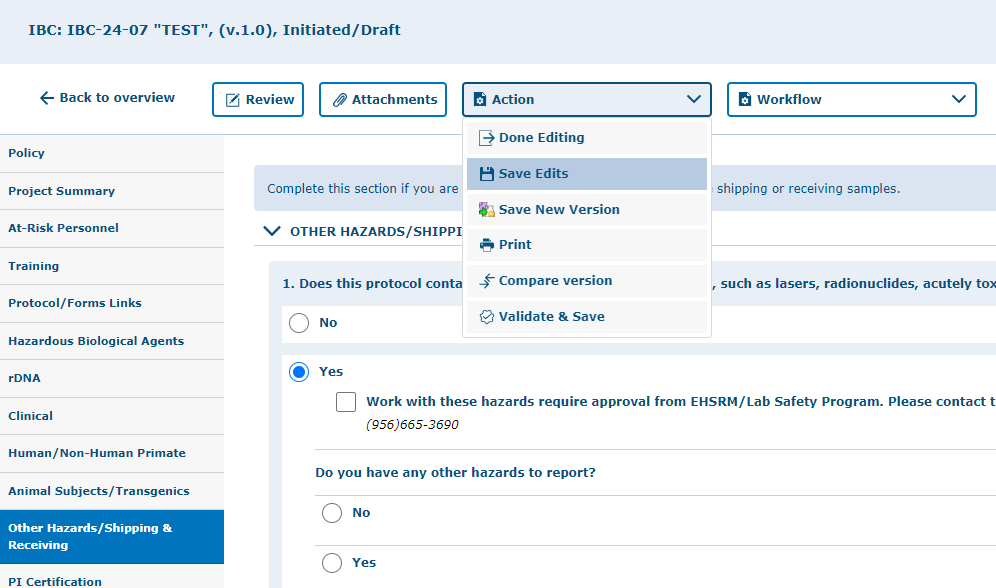 IBC: IBC-24-07 "TEST", (v.1.0), Initiated/Draft
Back to overview
Review
Attachments
Action
Workflow
Done Editing
Save Edits
Save New Version
Print
Compare version
Validate & Save
Policy
Project Summary
At-Risk Personnel
Training
Protocol/Forms Links
Hazardous Biological Agents
rDNA
Clinical
Human/Non-Human Primate
Animal Subjects/Transgenics
Other Hazards/Shipping &
Receiving
PI Certification
Complete this section if you are shipping or receiving samples.
OTHER HAZARDS/SHIPPI
1. Does this protocol conta , such as lasers, radionuclides, acutely tox
No
Yes
Work with these hazards require approval from EHSRM/Lab Safety Program. Please contact t
(956)665-3690
Do you have any other hazards to report?
No
Yes